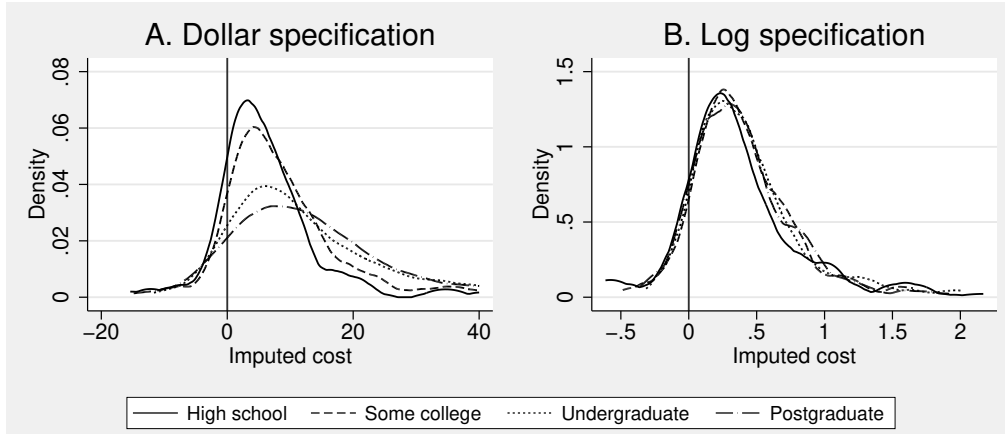 A. Dollar specification
.08
.06
.04
.02
0
Density
−20
0
20
40
Imputed cost
B. Log specification
1.5
1
.5
0
Density
−.5
0
.5
1
1.5
2
Imputed cost
High school
Some college
Undergraduate
Postgraduate